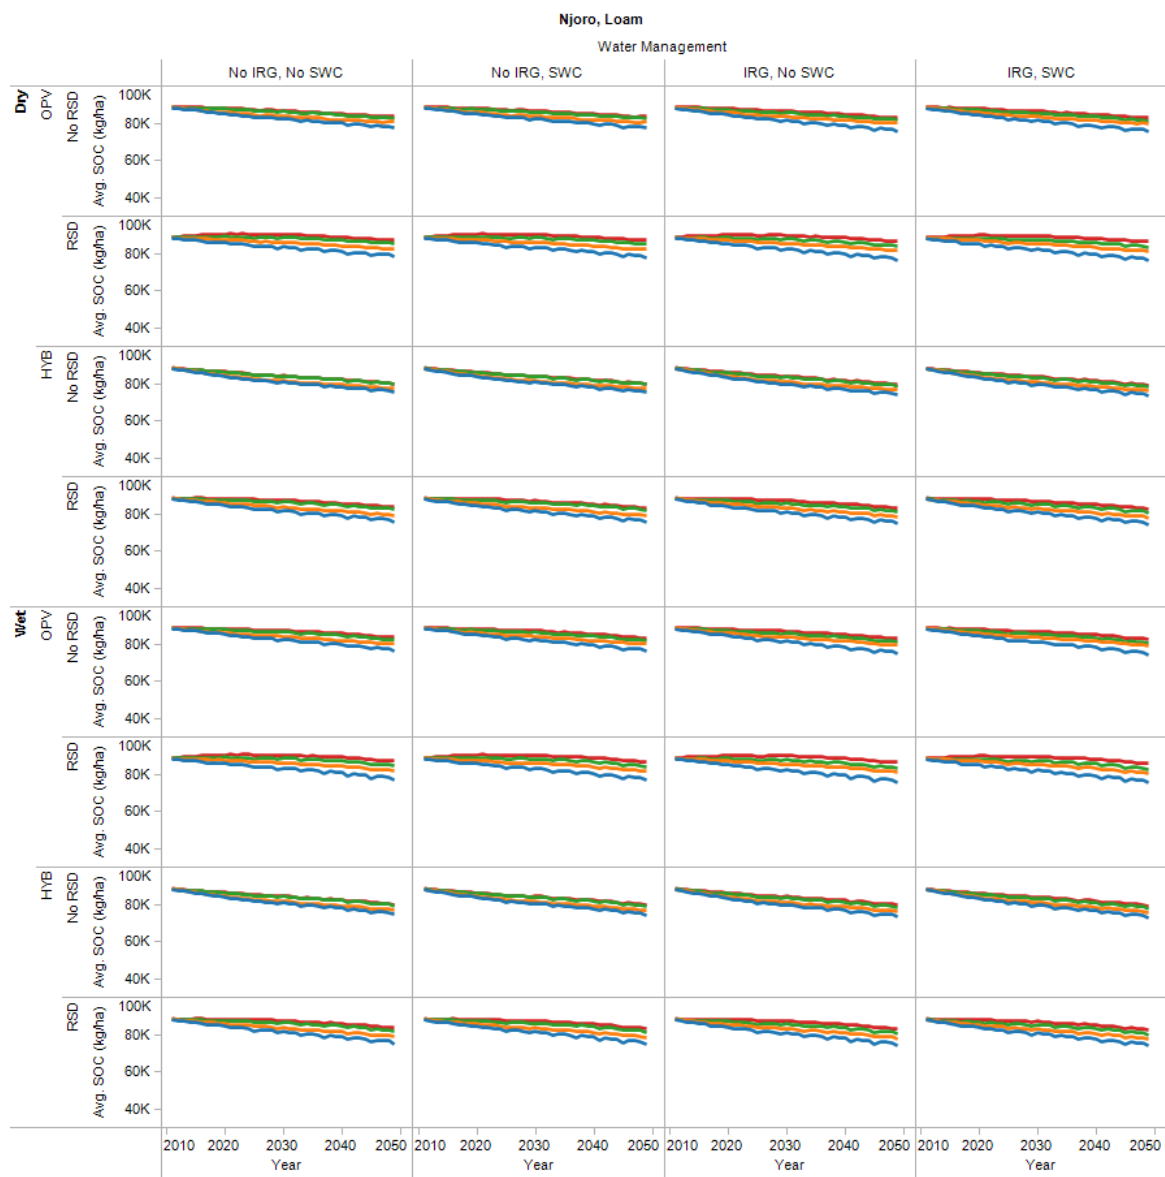 Njoro, Loam
Water Management
No IRG, No SWC
No IRG, SWC
IRG, No SWC
IRG, SWC
Dry
OPV
No RSD
Avg. SOC (kg/ha)
100K
80K
60K
40K
RSD
Avg. SOC (kg/ha)
100K
80K
60K
40K
HYB
No RSD
Avg. SOC (kg/ha)
100K
80K
60K
40K
RSD
Avg. SOC (kg/ha)
100K
80K
60K
40K
Wet
OPV
No RSD
Avg. SOC (kg/ha)
100K
80K
60K
40K
RSD
Avg. SOC (kg/ha)
100K
80K
60K
40K
HYB
No RSD
Avg. SOC (kg/ha)
100K
80K
60K
40K
RSD
Avg. SOC (kg/ha)
100K
80K
60K
40K
2010 2020 2030 2040 2050
2010 2020 2030 2040 2050
2010 2020 2030 2040 2050
2010 2020 2030 2040 2050
Year
Year
Year
Year